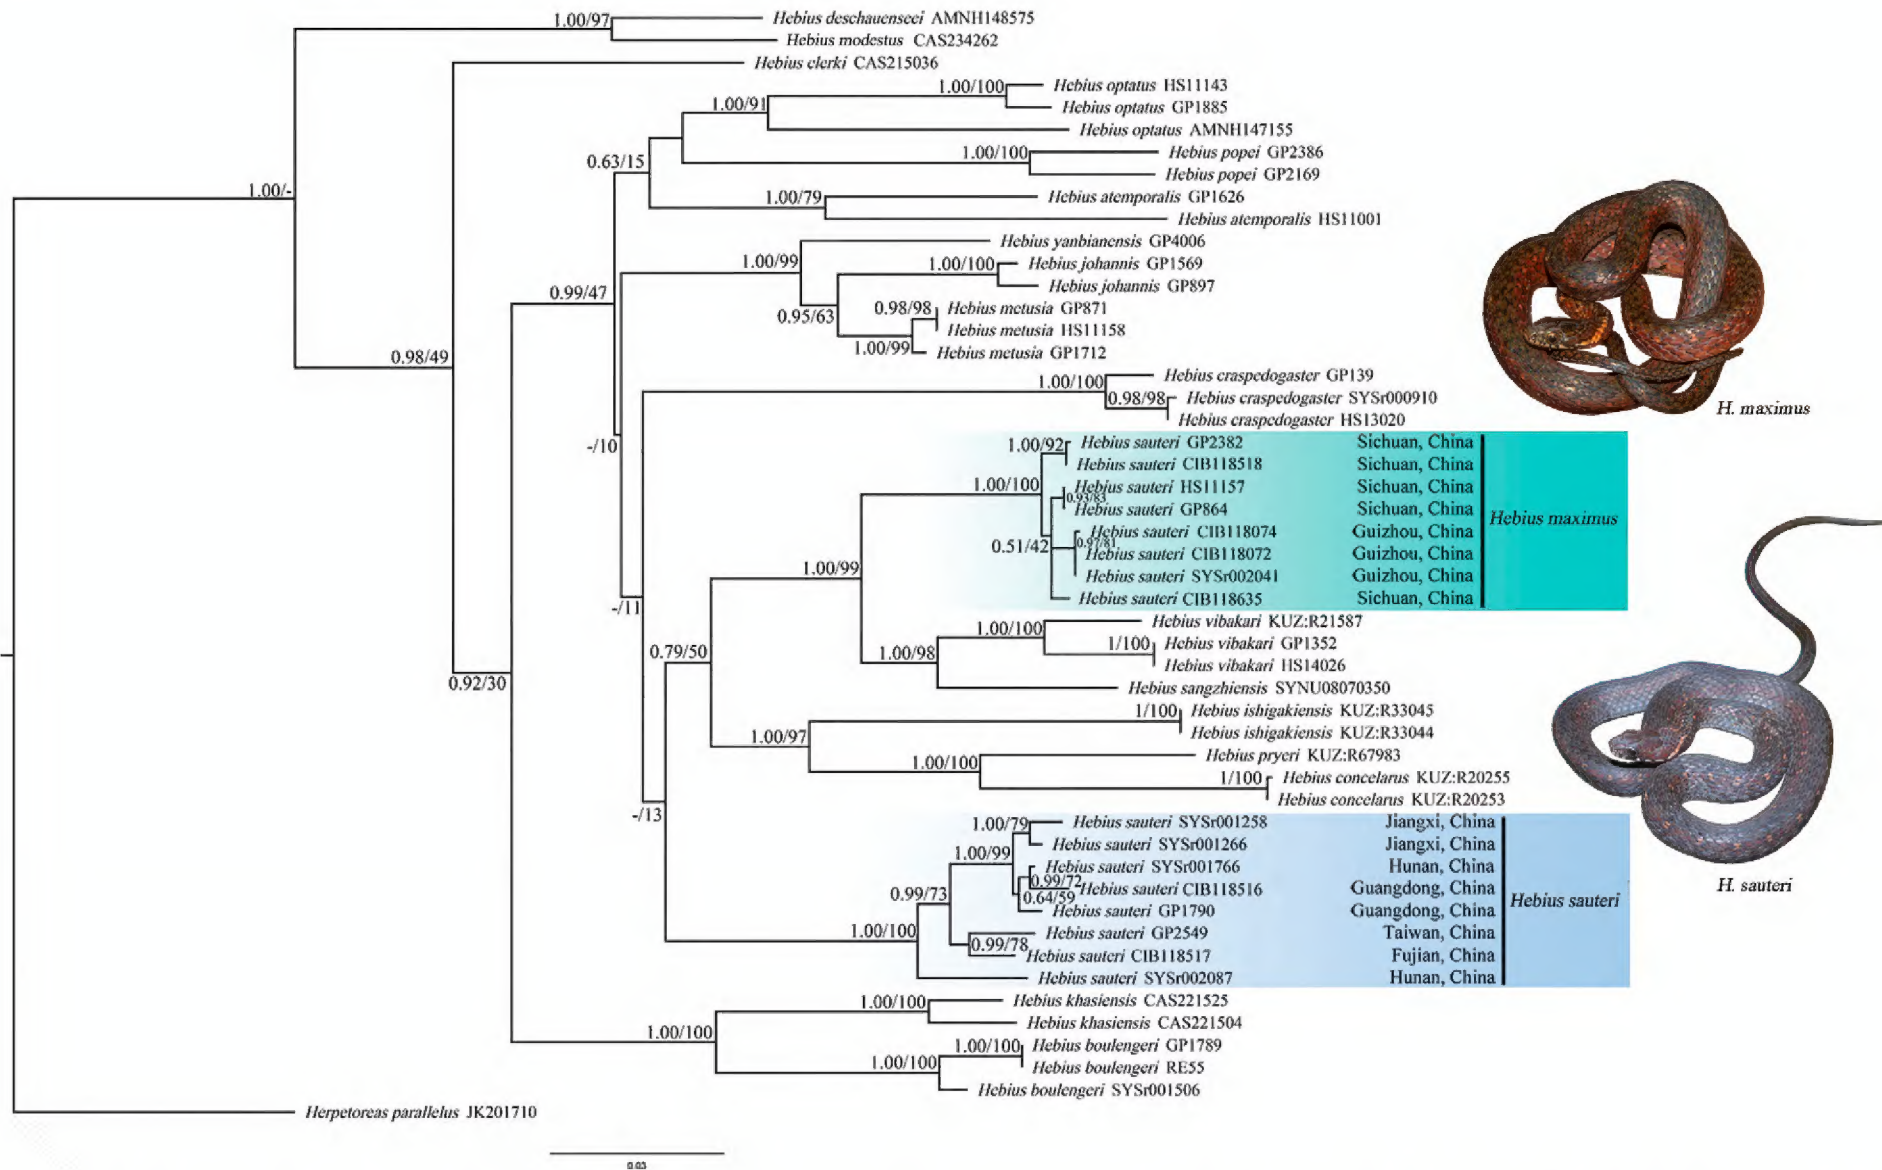 1.00/97
Hebius deschauenseei AMNH148575
Hebius modestus CAS234262
Hebius clerki CAS215036
1.00/100
Hebius optatus HS11143
1.00/91
Hebius optatus GP1885
Hebius optatus AMNH147155
0.63/15
1.00/100
Hebius popei GP2386
Hebius popei GP2169
1.00/-
1.00/79
Hebius atemporalis GP1626
Hebius atemporalis HS11001
Hebius yanbianensis GP4006
1.00/99
1.00/100
Hebius johannis GP1569
Hebius johannis GP897
0.99/47
0.95/63
0.98/98
Hebius metusia GP871
Hebius metusia HS11158
1.00/99
Hebius metusia GP1712
0.98/49
1.00/100
Hebius craspedogaster GP139
0.98/98
Hebius craspedogaster SYSr000910
Hebius craspedogaster HS13020
H. maximus
-/10
1.00/92
Hebius sauteri GP2382 Sichuan, China
Hebius sauteri CIB118518 Sichuan, China
1.00/100
Hebius sauteri HS11157 Sichuan, China
0.93/83
Hebius sauteri GP864 Sichuan, China
Hebius maximus
Hebius sauteri CIB118074 Guizhou, China
0.51/42
0.97/81
Hebius sauteri CIB118072 Guizhou, China
1.00/99
Hebius sauteri SYSr002041 Guizhou, China
Hebius sauteri CIB118635 Sichuan, China
-/11
Hebius vibakari KUZ:R21587
1.00/100
1/100
Hebius vibakari GP1352
0.79/50
1.00/98
Hebius vibakari HS14026
0.92/30
Hebius sangzhiensis SYNU08070350
1/100
Hebius ishigakiensis KUZ:R33045
Hebius ishigakiensis KUZ:R33044
1.00/97
Hebius pryeri KUZ:R67983
1.00/100
1/100
Hebius concelarus KUZ:R20255
Hebius concelarus KUZ:R20253
-/13
1.00/79
Hebius sauteri SYSr001258 Jiangxi, China
Hebius sauteri SYSr001266 Jiangxi, China
1.00/99
Hebius sauteri SYSr001766 Hunan, China
0.99/72
Hebius sauteri CIB118516 Guangdong, China
0.99/73
0.64/59
Hebius sauteri
H. sauteri
Hebius sauteri GP1790 Guangdong, China
1.00/100
Hebius sauteri GP2549 Taiwan, China
0.99/78
Hebius sauteri CIB118517 Fujian, China
Hebius sauteri SYSr002087 Hunan, China
1.00/100
Hebius khasiensis CAS221525
Hebius khasiensis CAS221504
1.00/100
1.00/100
Hebius boulengeri GP1789
1.00/100
Hebius boulengeri RE55
Hebius boulengeri SYSr001506
Herpetoreas parallelus JK201710
0.03